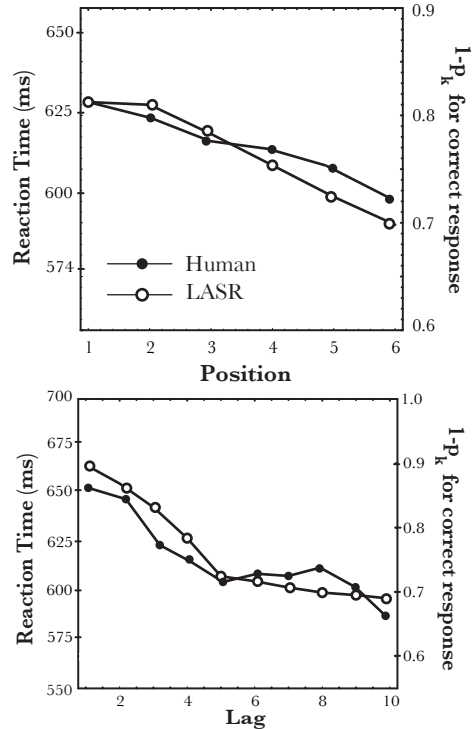 650
625
600
574
Reaction Time (ms)
0.9
0.8
0.7
0.6
1-pk for correct response
Human
LASR
1 2 3 4 5 6
Position
700
675
650
625
600
575
550
Reaction Time (ms)
1.0
0.9
0.8
0.7
0.6
1-pk for correct response
2 4 6 8 10
Lag